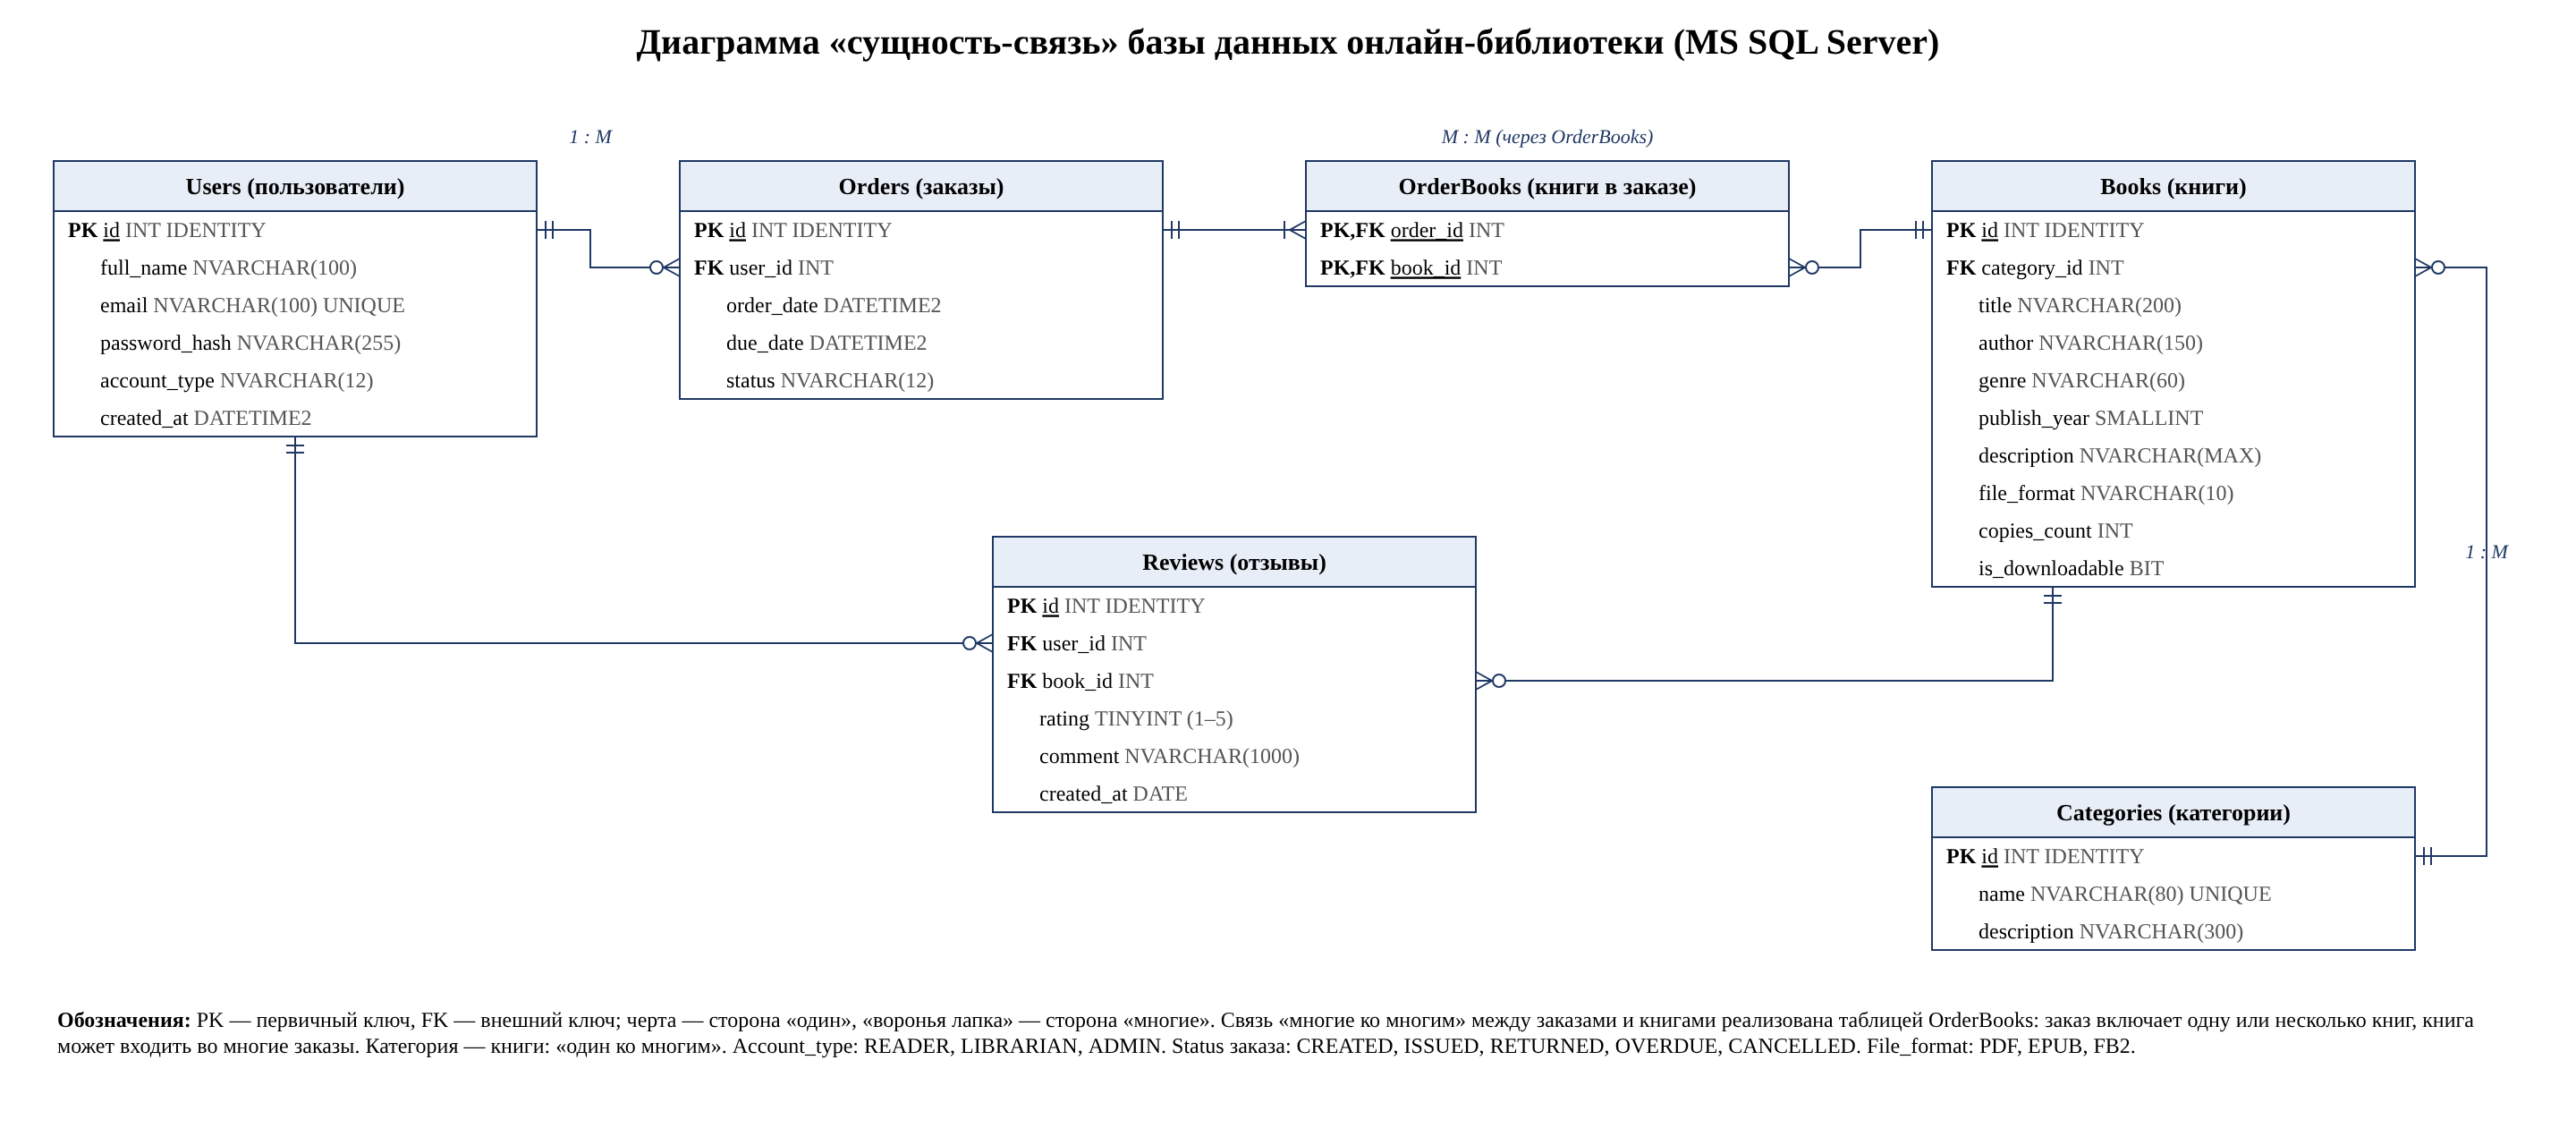 Диаграмма «сущность-связь» базы данных онлайн-библиотеки (MS SQL Server)
1 : M
M : M (через OrderBooks)
Users (пользователи)
PK id INT IDENTITY
full_name NVARCHAR(100)
email NVARCHAR(100) UNIQUE
password_hash NVARCHAR(255)
account_type NVARCHAR(12)
created_at DATETIME2
Orders (заказы)
PK id INT IDENTITY
FK user_id INT
order_date DATETIME2
due_date DATETIME2
status NVARCHAR(12)
OrderBooks (книги в заказе)
PK,FK order_id INT
PK,FK book_id INT
Books (книги)
PK id INT IDENTITY
FK category_id INT
title NVARCHAR(200)
author NVARCHAR(150)
genre NVARCHAR(60)
publish_year SMALLINT
description NVARCHAR(MAX)
file_format NVARCHAR(10)
copies_count INT
is_downloadable BIT
1 : M
Reviews (отзывы)
PK id INT IDENTITY
FK user_id INT
FK book_id INT
rating TINYINT (1–5)
comment NVARCHAR(1000)
created_at DATE
Categories (категории)
PK id INT IDENTITY
name NVARCHAR(80) UNIQUE
description NVARCHAR(300)
Обозначения: PK — первичный ключ, FK — внешний ключ; черта — сторона «один», «воронья лапка» — сторона «многие». Связь «многие ко многим» между заказами и книгами реализована таблицей OrderBooks: заказ включает одну или несколько книг, книга
может входить во многие заказы. Категория — книги: «один ко многим». Account_type: READER, LIBRARIAN, ADMIN. Status заказа: CREATED, ISSUED, RETURNED, OVERDUE, CANCELLED. File_format: PDF, EPUB, FB2.